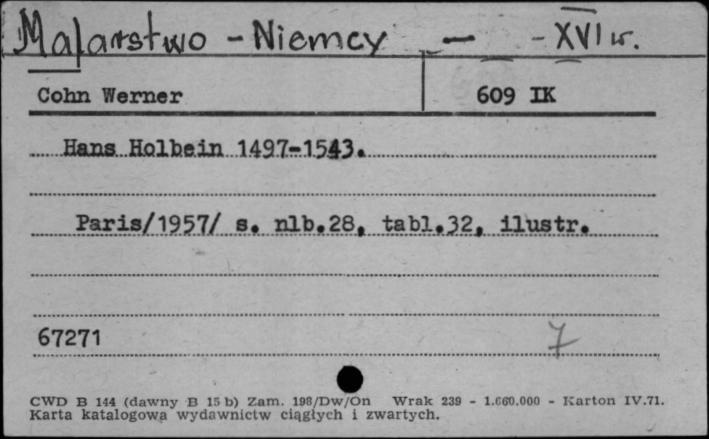 Malarstwo - Niemcy - - XVI w.
Cohn Werner 609 IK
Hans Holbein 1497-1543.
Paris/1957/ s. nlb.28, tabl.32, ilustr.
67271 7
CWD B 144 (dawny B 15 b) Zam. 198/Dw/On Wrak 239 - 1.660.000 - Karton IV.71.
Karta katalogowa wydawnictw ciągłych i zwartych.